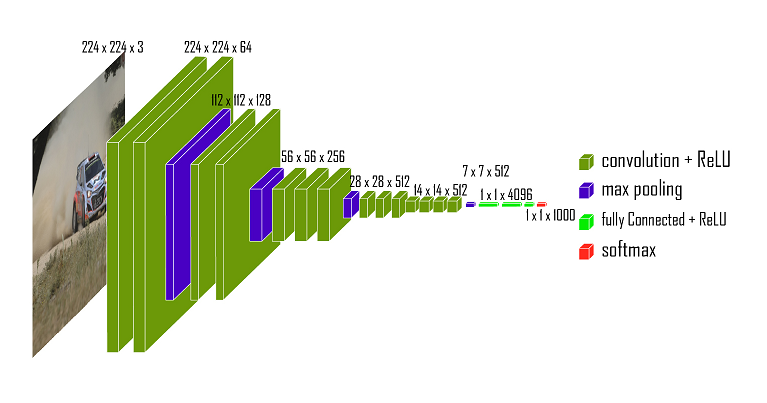 224 x 224 x 3
224 x 224 x 64
112 x 112 x 128
56 x 56 x 256
28 x 28 x 512
14 x 14 x 512
7 x 7 x 512
1 x 1 x 4096
1 x 1 x 1000
convolution + ReLU
max pooling
fully Connected + ReLU
softmax